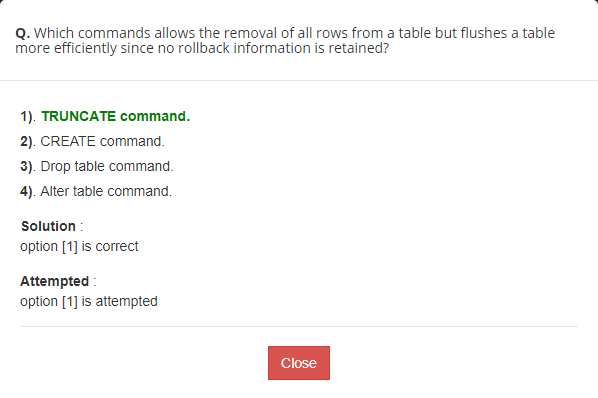 Q. Which commands allows the removal of all rows from a table but flushes a table
more efficiently since no rollback information is retained?
1). TRUNCATE command.
2). CREATE command.
3). Drop table command.
4). Alter table command.
Solution :
option [1] is correct
Attempted :
option [1] is attempted
Close